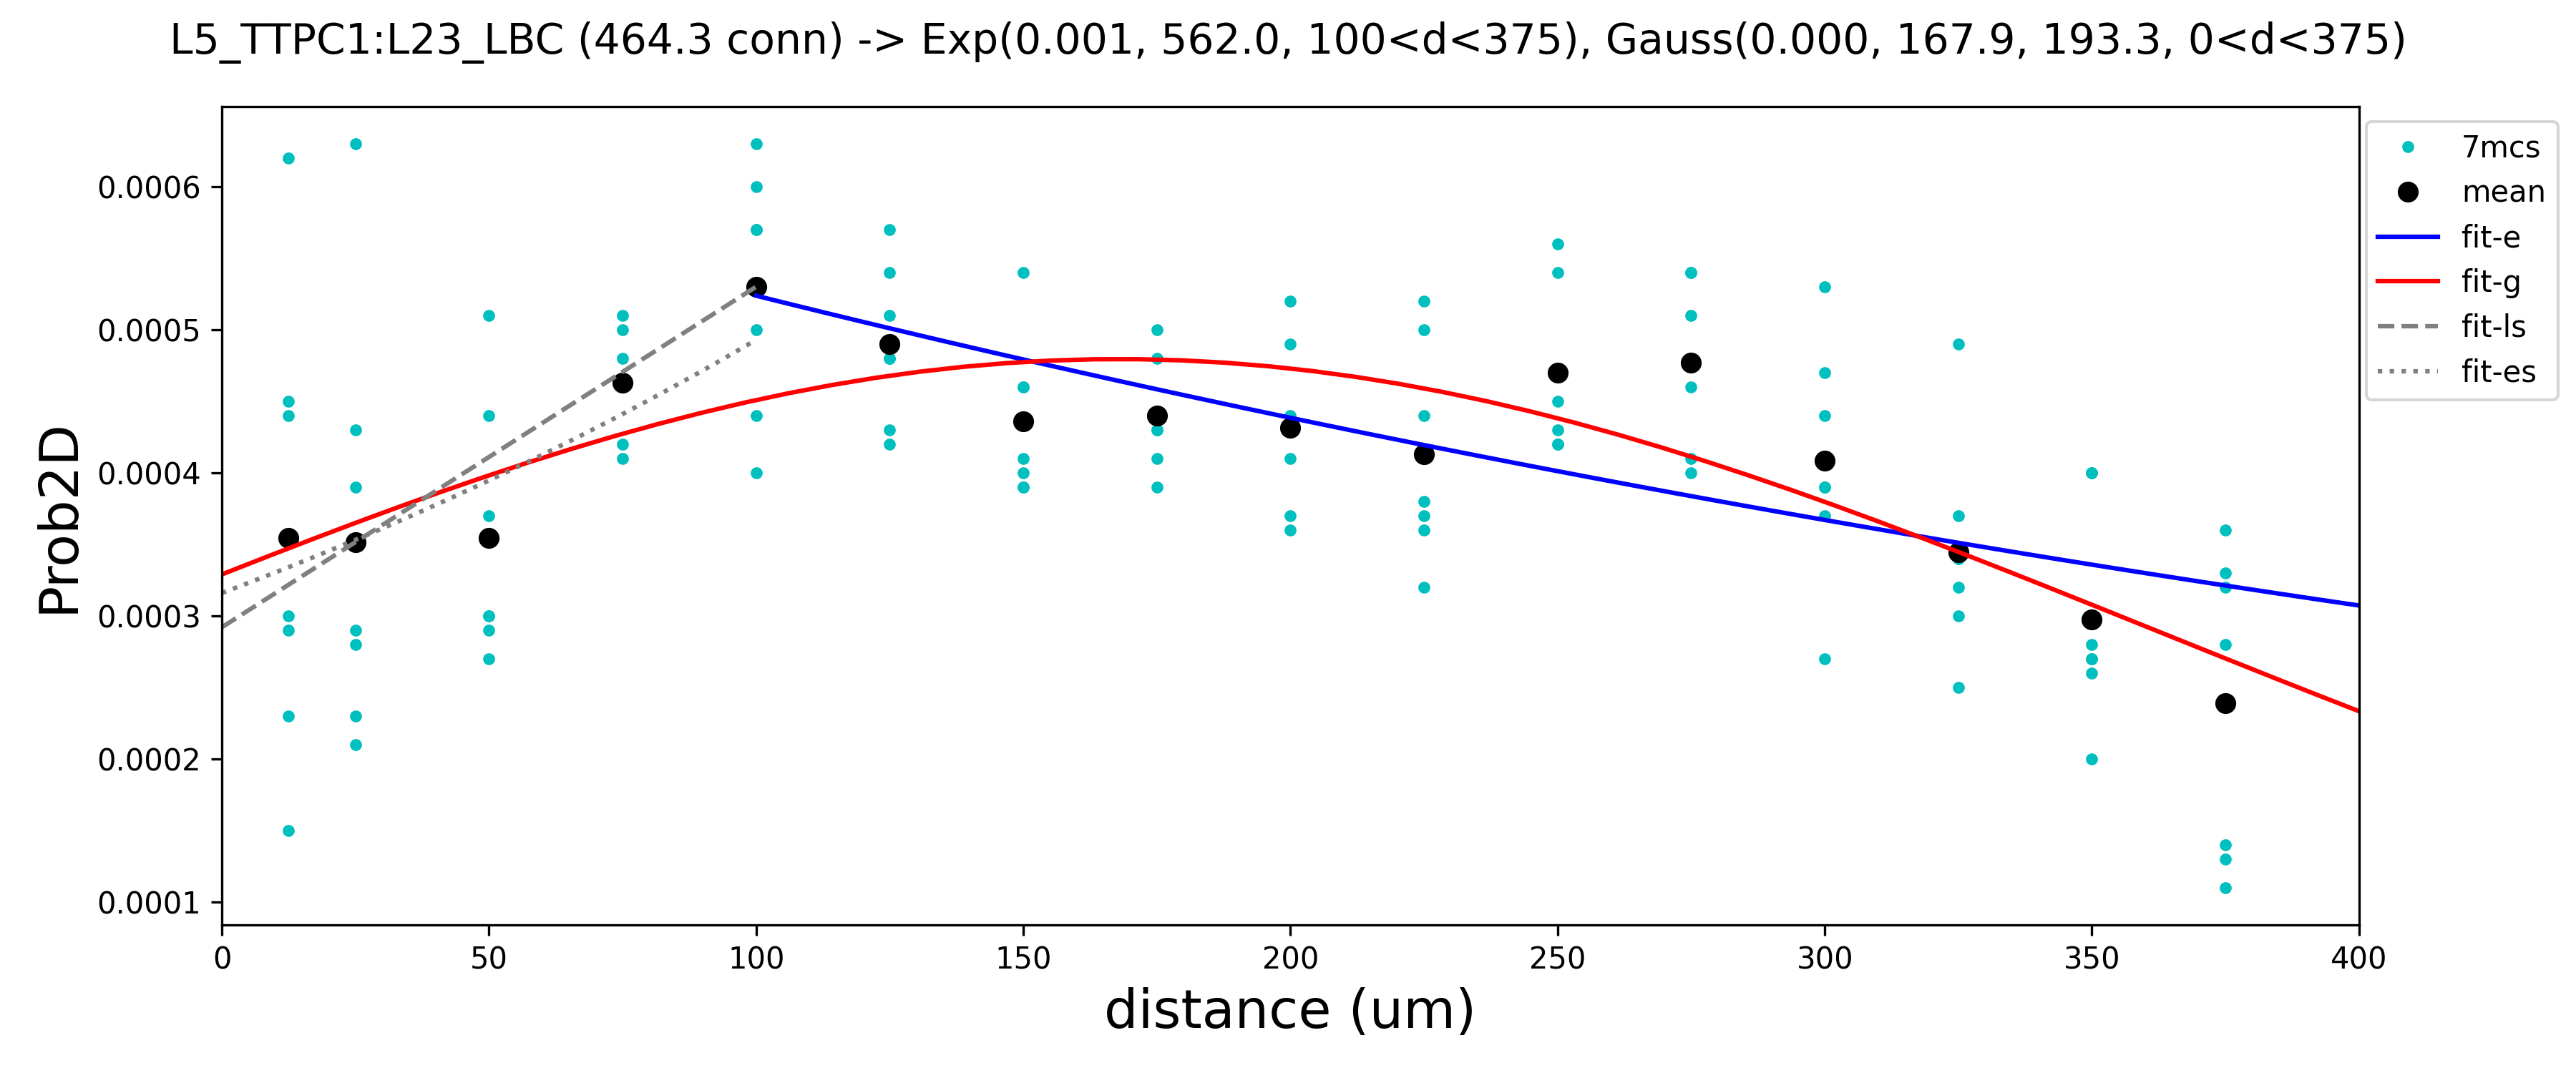 L5_TTPC1:L23_LBC (464.3 conn) -> Exp(0.001, 562.0, 100<d<375), Gauss(0.000, 167.9, 193.3, 0<d<375)
7mcs
mean
fit-e
fit-g
fit-ls
fit-es
Prob2D
0.0006
0.0005
0.0004
0.0003
0.0002
0.0001
0 50 100 150 200 250 300 350 400
distance (um)